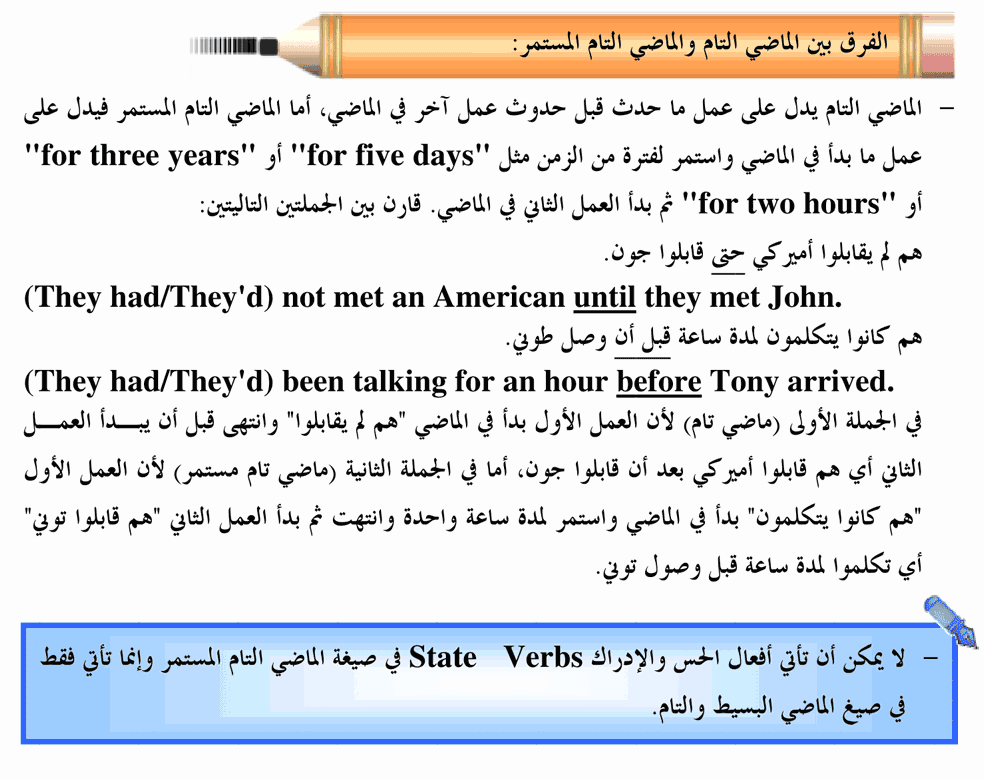 الفرق بين الماضي التام والماضي التام المستمر:
– الماضي التام يدل على عمل ما حدث قبل حدوث عمل آخر في الماضي، أما الماضي التام المستمر فيدل على
عمل ما بدأ في الماضي واستمر لفترة من الزمن مثل "for five days" أو "for three years"
أو "for two hours" ثم بدأ العمل الثاني في الماضي. قارن بين الجملتين التاليتين:
هم لم يقابلوا أميركي حتى قابلوا جون.
(They had/They'd) not met an American until they met John.
هم كانوا يتكلمون لمدة ساعة قبل أن وصل طوني.
(They had/They'd) been talking for an hour before Tony arrived.
في الجملة الأولى (ماضي تام) لأن العمل الأول بدأ في الماضي "هم لم يقابلوا" وانتهى قبل أن يبـــدأ العمـــل
الثاني أي هم قابلوا أميركي بعد أن قابلوا جون، أما في الجملة الثانية (ماضي تام مستمر) لأن العمل الأول
"هم كانوا يتكلمون" بدأ في الماضي واستمر لمدة ساعة واحدة وانتهت ثم بدأ العمل الثاني "هم قابلوا توني"
أي تكلموا لمدة ساعة قبل وصول توني.
– لا يمكن أن تأتي أفعال الحس والإدراك State Verbs في صيغة الماضي التام المستمر وإنما تأتي فقط
في صيغ الماضي البسيط والتام.